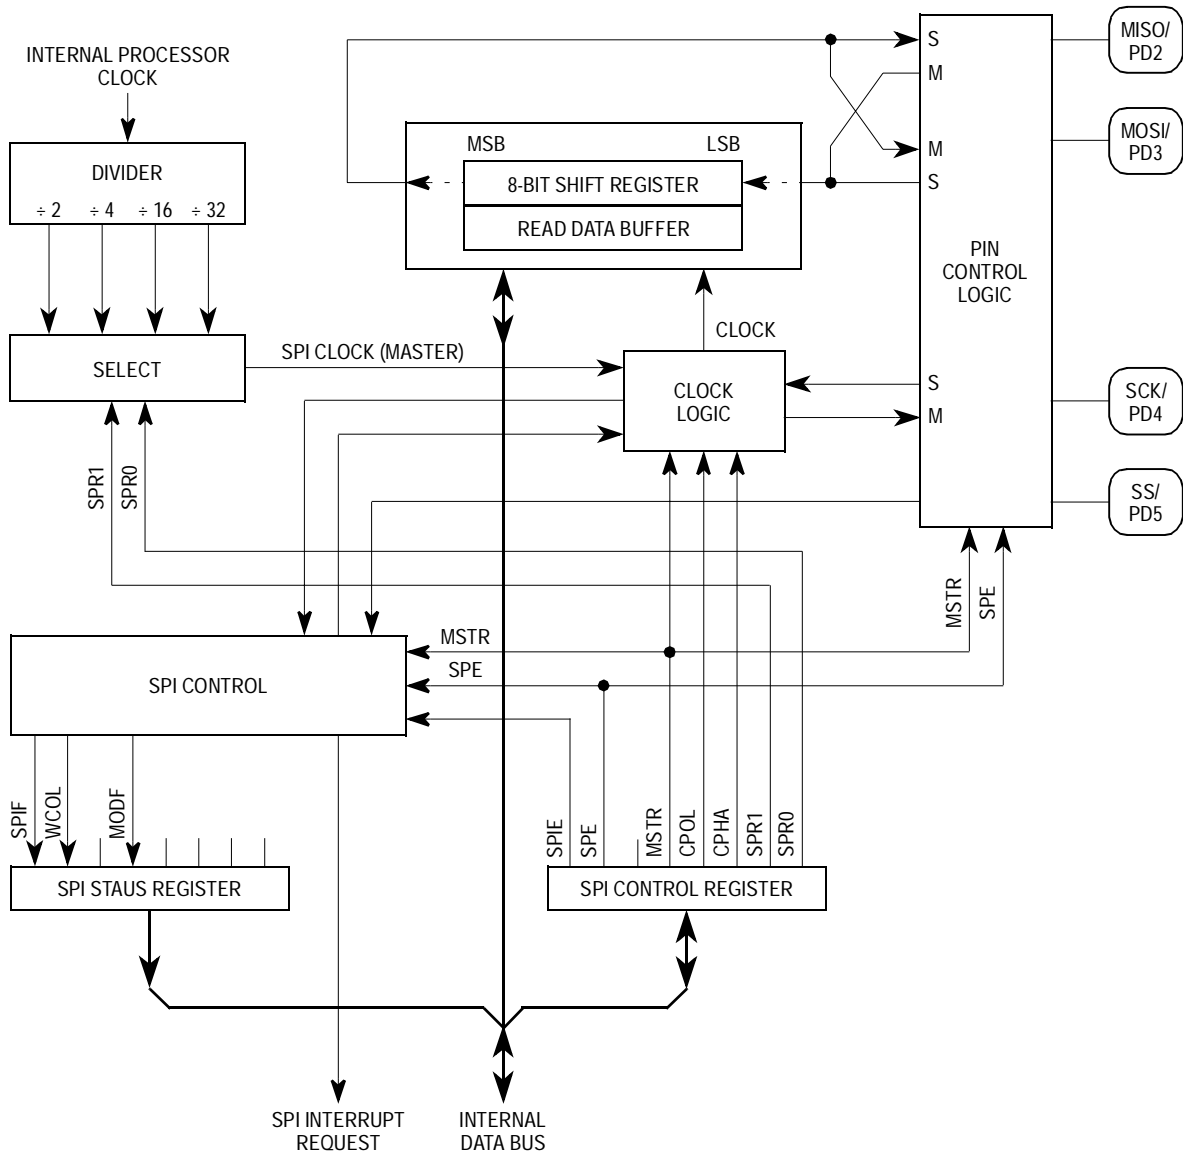 INTERNAL PROCESSOR
CLOCK
DIVIDER
÷ 2 ÷ 4 ÷ 16 ÷ 32
SELECT
SPR1
SPR0
SPI CLOCK (MASTER)
MSB LSB
8-BIT SHIFT REGISTER
READ DATA BUFFER
CLOCK
CLOCK
LOGIC
S
M
M
S
PIN
CONTROL
LOGIC
S
M
MISO/
PD2
MOSI/
PD3
SCK/
PD4
SS/
PD5
MSTR
SPE
MSTR
SPE
SPI CONTROL
SPIF
WCOL
MODF
SPI STAUS REGISTER
SPIE
SPE
MSTR
CPOL
CPHA
SPR1
SPR0
SPI CONTROL REGISTER
SPI INTERRUPT
REQUEST
INTERNAL
DATA BUS